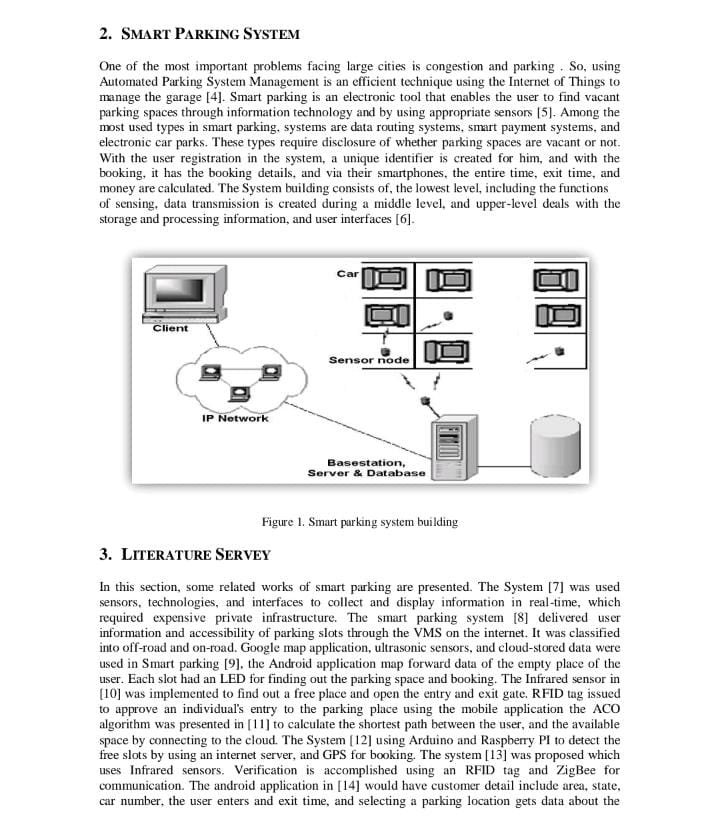 2. SMART PARKING SYSTEM
One of the most important problems facing large cities is congestion and parking . So, using
Automated Parking System Management is an efficient technique using the Internet of Things to
manage the garage [4]. Smart parking is an electronic tool that enables the user to find vacant
parking spaces through information technology and by using appropriate sensors [5]. Among the
most used types in smart parking, systems are data routing systems, smart payment systems, and
electronic car parks. These types require disclosure of whether parking spaces are vacant or not.
With the user registration in the system, a unique identifier is created for him, and with the
booking, it has the booking details, and via their smartphones, the entire time, exit time, and
money are calculated. The System building consists of, the lowest level, including the functions
of sensing, data transmission is created during a middle level, and upper-level deals with the
storage and processing information, and user interfaces [6].
Car
Client
Sensor node
IP Network
Basestation,
Server & Database
Figure 1. Smart parking system building
3. LITERATURE SERVEY
In this section, some related works of smart parking are presented. The System [7] was used
sensors, technologies, and interfaces to collect and display information in real-time, which
required expensive private infrastructure. The smart parking system [8] delivered user
information and accessibility of parking slots through the VMS on the internet. It was classified
into off-road and on-road. Google map application, ultrasonic sensors, and cloud-stored data were
used in Smart parking [9], the Android application map forward data of the empty place of the
user. Each slot had an LED for finding out the parking space and booking. The Infrared sensor in
[10] was implemented to find out a free place and open the entry and exit gate. RFID tag issued
to approve an individual's entry to the parking place using the mobile application the ACO
algorithm was presented in [11] to calculate the shortest path between the user, and the available
space by connecting to the cloud. The System [12] using Arduino and Raspberry PI to detect the
free slots by using an internet server, and GPS for booking. The system [13] was proposed which
uses Infrared sensors. Verification is accomplished using an RFID tag and ZigBee for
communication. The android application in [14] would have customer detail include area, state,
car number, the user enters and exit time, and selecting a parking location gets data about the